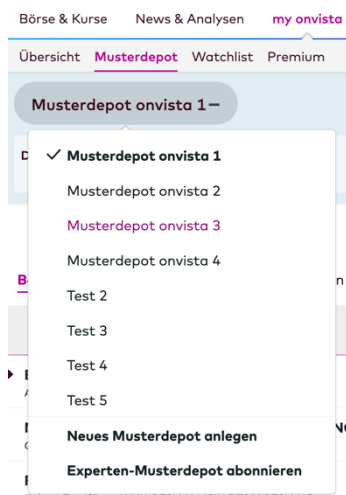 Börse & Kurse News & Analysen my onvista
Übersicht Musterdepot Watchlist Premium
Musterdepot onvista 1
Musterdepot onvista 1
Musterdepot onvista 2
Musterdepot onvista 3
Musterdepot onvista 4
Test 2
Test 3
Test 4
Test 5
Neues Musterdepot anlegen
Experten-Musterdepot abonnieren